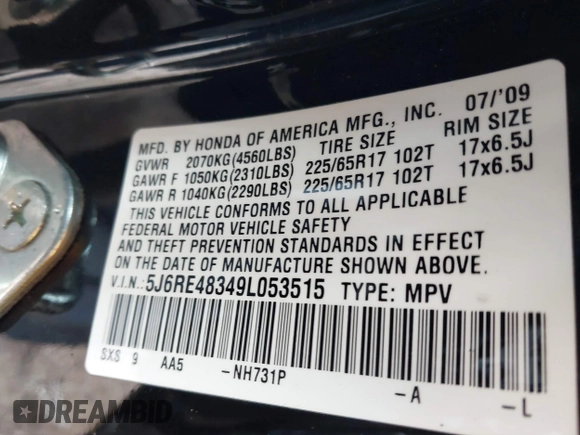 MFD. BY HONDA OF AMERICA MFG., INC. 07/'09
GVWR 2070KG(4560LBS) TIRE SIZE RIM SIZE
GAWR F 1050KG(2310LBS) 225/65R17 102T 17x6.5J
GAWR R 1040KG(2290LBS) 225/65R17 102T 17x6.5J
THIS VEHICLE CONFORMS TO ALL APPLICABLE
FEDERAL MOTOR VEHICLE SAFETY
AND THEFT PREVENTION STANDARDS IN EFFECT
ON THE DATE OF MANUFACTURE SHOWN ABOVE.
V.I.N.:5J6RE48349L053515 TYPE: MPV
SXS 9 AA5 -NH731P -A -L
DREAMBID